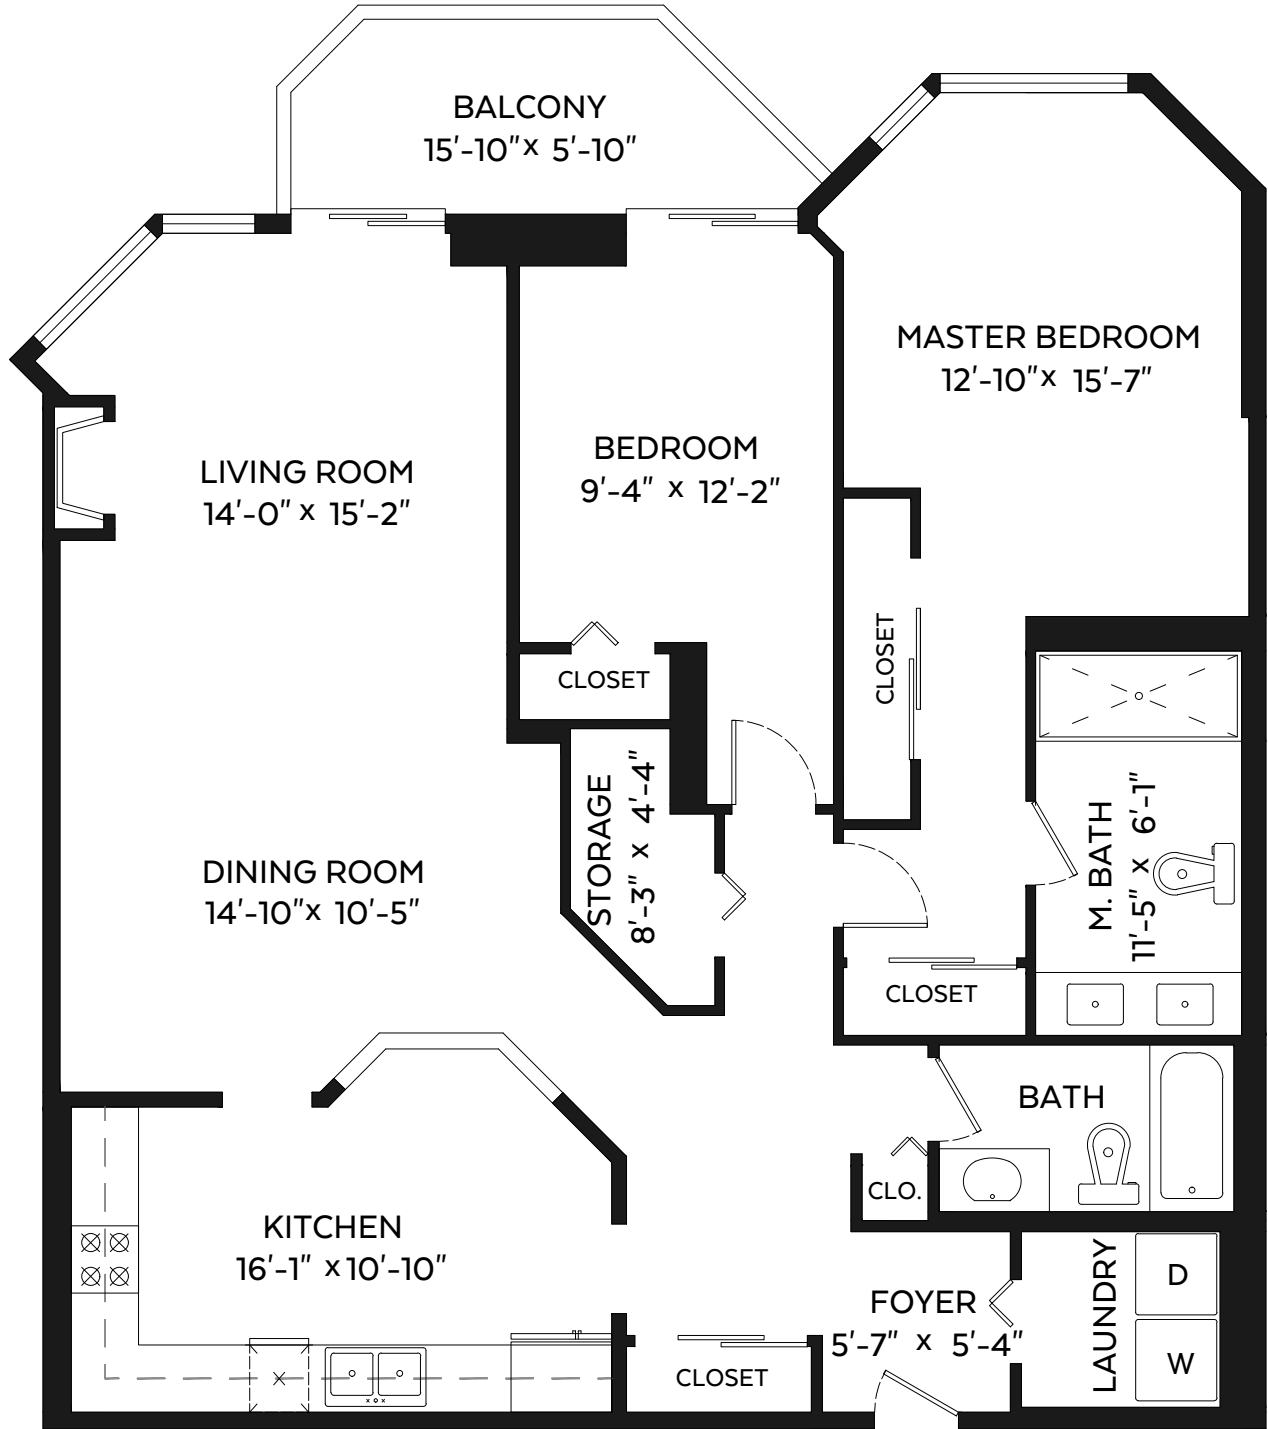 BALCONY
15'-10" x 5'-10"
MASTER BEDROOM
12'-10" x 15'-7"
BEDROOM
9'-4" x 12'-2"
LIVING ROOM
14'-0" x 15'-2"
CLOSET
CLOSET
STORAGE
8'-3" x 4'-4"
M. BATH
11'-5" x 6'-1"
DINING ROOM
14'-10" x 10'-5"
CLOSET
BATH
CLO.
KITCHEN
16'-1" x 10'-10"
FOYER
5'-7" x 5'-4"
LAUNDRY
D
W
CLOSET